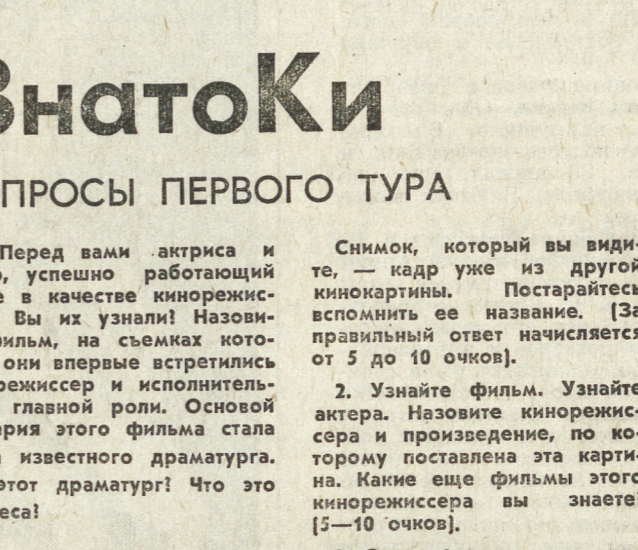 ЗнатоКи
ПРОСЫ ПЕРВОГО ТУРА
Перед вами актриса и
успешно работающий
в качестве кинорежис-
Вы их узнали? Назови-
на съемках кото-
они впервые встретились
и исполнитель-
главной роли. Основой
этого фильма стала
известного драматурга.
этот драматург? Что это
Снимок, который вы види-
те, — кадр уже из другой
кинокартины. Постарайтесь
вспомнить ее название. (За
правильный ответ начисляется
от 5 до 10 очков).
2. Узнайте фильм. Узнайте
актера. Назовите кинорежис-
сера и произведение, по ко-
торому поставлена эта карти-
на. Какие еще фильмы этого
кинорежиссера вы знаете?
(5—10 очков).